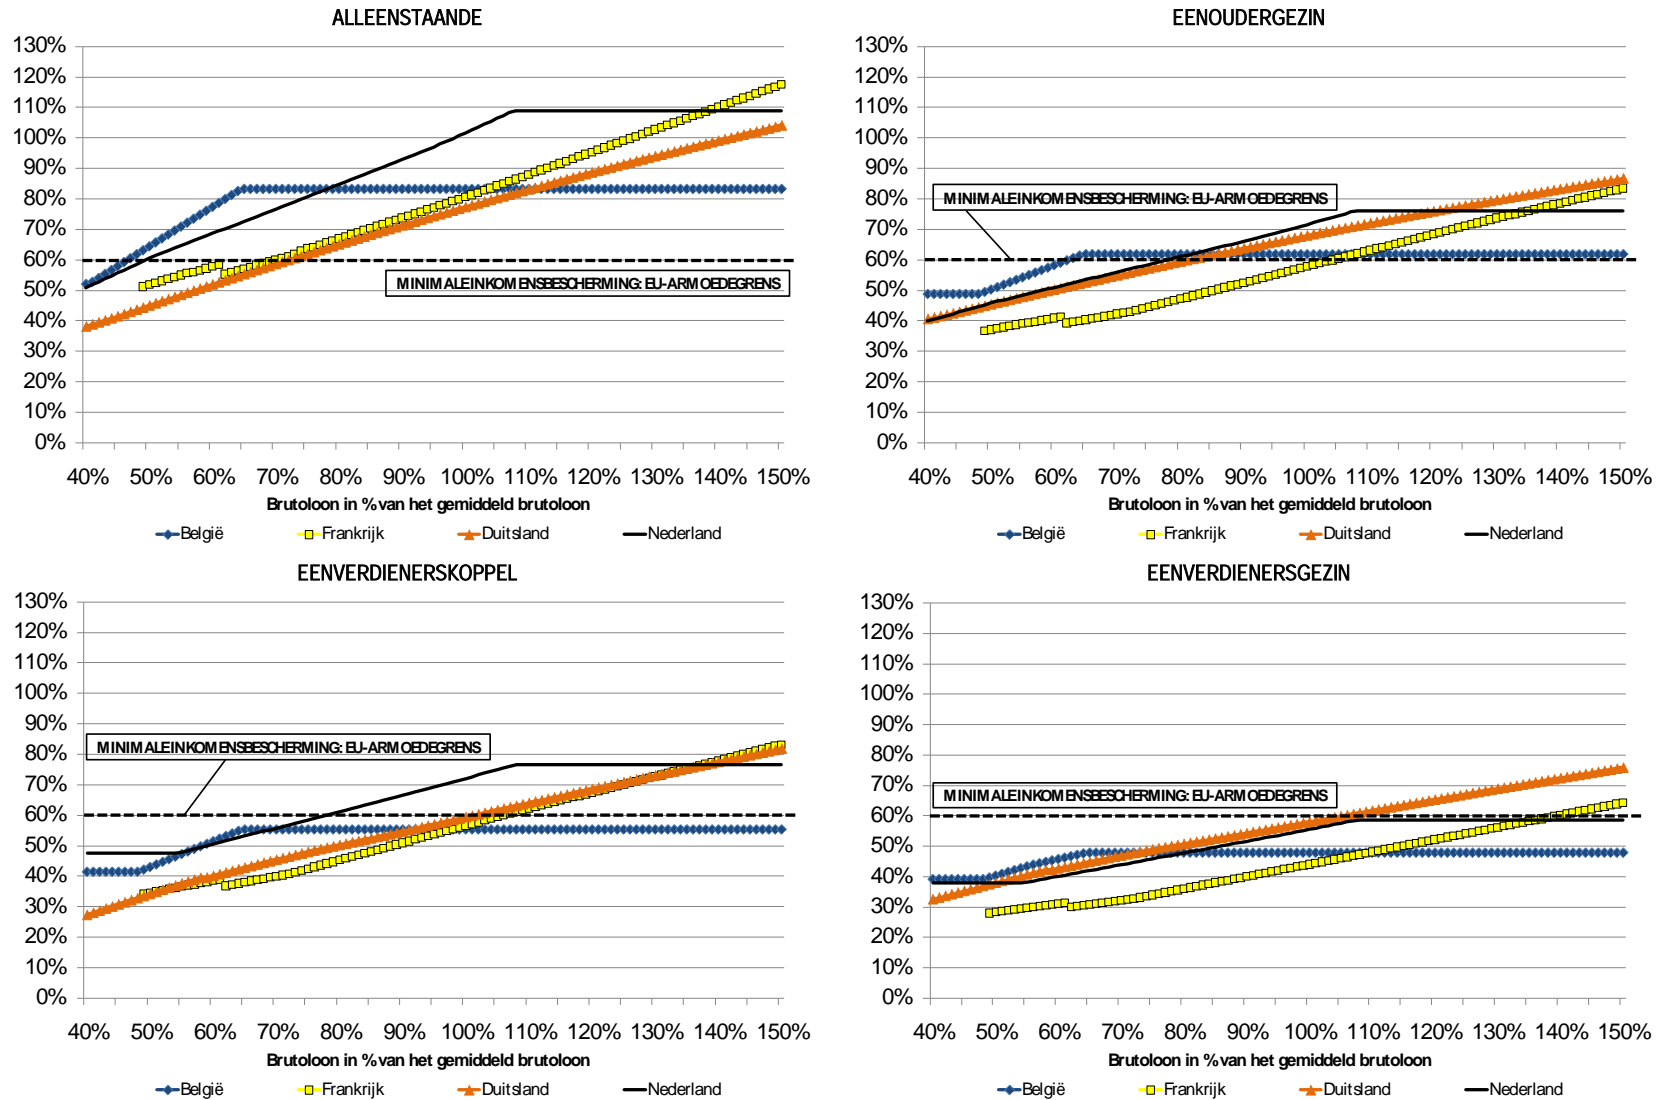 ALLEENSTAANDE
130%
120%
110%
100%
90%
80%
70%
60%
50%
40%
30%
20%
10%
0%
MINIMALE INKOMENSBESCHERMING: EU-ARMOEDEGRENS
40% 50% 60% 70% 80% 90% 100% 110% 120% 130% 140% 150%
Brutoloon in % van het gemiddeld brutoloon
België Frankrijk Duitsland Nederland
EENOUDERGEZIN
130%
120%
110%
100%
90%
80%
70%
60%
50%
40%
30%
20%
10%
0%
MINIMALE INKOMENSBESCHERMING: EU-ARMOEDEGRENS
40% 50% 60% 70% 80% 90% 100% 110% 120% 130% 140% 150%
Brutoloon in % van het gemiddeld brutoloon
België Frankrijk Duitsland Nederland
EENVERDIENERSKOPPEL
130%
120%
110%
100%
90%
80%
70%
60%
50%
40%
30%
20%
10%
0%
MINIMALE INKOMENSBESCHERMING: EU-ARMOEDEGRENS
40% 50% 60% 70% 80% 90% 100% 110% 120% 130% 140% 150%
Brutoloon in % van het gemiddeld brutoloon
België Frankrijk Duitsland Nederland
EENVERDIENERSGEZIN
130%
120%
110%
100%
90%
80%
70%
60%
50%
40%
30%
20%
10%
0%
MINIMALE INKOMENSBESCHERMING: EU-ARMOEDEGRENS
40% 50% 60% 70% 80% 90% 100% 110% 120% 130% 140% 150%
Brutoloon in % van het gemiddeld brutoloon
België Frankrijk Duitsland Nederland